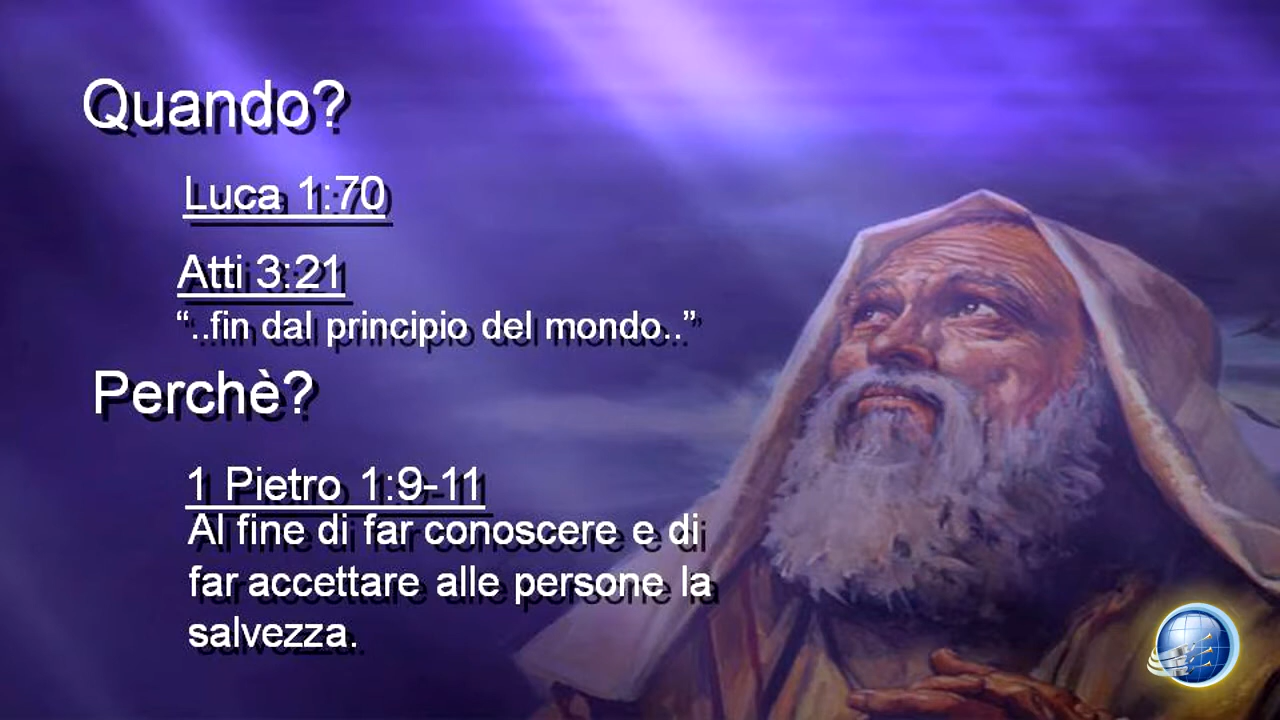 Quando?
Luca 1:70
Atti 3:21
“..fin dal principio del mondo..”
Perchè?
1 Pietro 1:9-11
Al fine di far conoscere e di
far accettare alle persone la
salvezza.